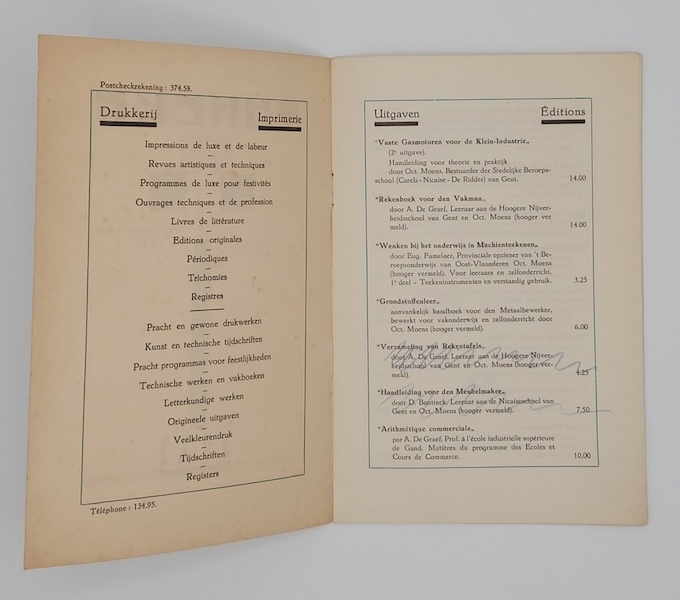 Postcheckrekening : 374.58.
Drukkerij Imprimerie
Impressions de luxe et de labeur
Revues artistiques et techniques
Programmes de luxe pour festivités
Ouvrages techniques et de profession
Livres de littérature
Editions originales
Périodiques
Trichomies
Registres
Pracht en gewone drukwerken
Kunst en technische tijdschriften
Pracht programmas voor feestlijkheden
Technische werken en vakboeken
Letterkundige werken
Origineele uitgaven
Veelkleurendruk
Tijdschriften
Registers
Téléphone : 134.95.
Uitgaven Éditions
"Vaste Gasmotoren voor de Klein-Industrie„
(2e uitgave).
Handleiding voor theorie en praktijk
door Oct. Moens, Bestuurder der Stedelijke Beroepa-
school (Carels - Nicaise - De Ridder) van Gent. 14.00
"Rekenboek voor den Vakman„
door A. De Graef, Leeraar aan de Hoogere Nijver-
heidsschool van Gent en Oct. Moens (hooger ver
meld). 14.00
"Wenken bij het onderwijs in Machienteekenen„
door Eug. Famelaer, Provinciale opziener van 't Be-
roepsonderwijs van Oost-Vlaanderen Oct. Moens
(hooger vermeld). Voor leeraars en zelfonderricht.
1e deel - Teekeninstrumenten en verstandig gebruik. 3.25
"Grondstoffenleer„
aanvankelijk handboek voor den Metaalbewerker,
bewerkt voor vakonderwijs en zelfonderricht door
Oct. Moens (hooger vermeld). 6.00
"Verzameling van Rekentafels„
door A. De Graef, Leeraar aan de Hoogere Nijver-
heidsschool van Gent en Oct. Moens (hooger ver-
meld). 4.25
"Handleiding voor den Meubelmaker„
door D. Bontinck, Leeraar aan de Nicaiseschool van
Gent en Oct. Moens (hooger vermeld). 7.50
"Arithmétique commerciale„
par A. De Graef, Prof. à l'école industrielle supérieure
de Gand. Matières du programme des Ecoles et
Cours de Commerce. 10.00